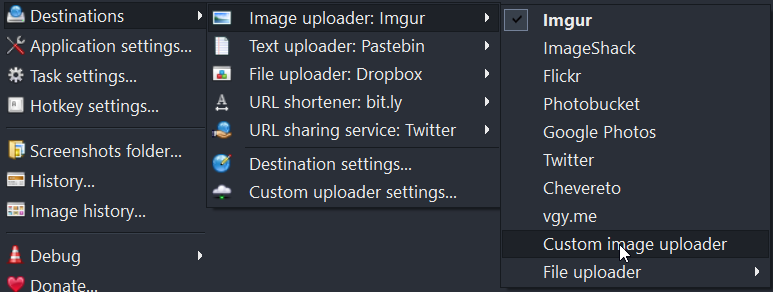 Destinations
Application settings...
Task settings...
Hotkey settings...
Screenshots folder...
History...
Image history...
Debug
Donate...
Image uploader: Imgur
Text uploader: Pastebin
File uploader: Dropbox
URL shortener: bit.ly
URL sharing service: Twitter
Destination settings...
Custom uploader settings...
Imgur
ImageShack
Flickr
Photobucket
Google Photos
Twitter
Chevereto
vgy.me
Custom image uploader
File uploader